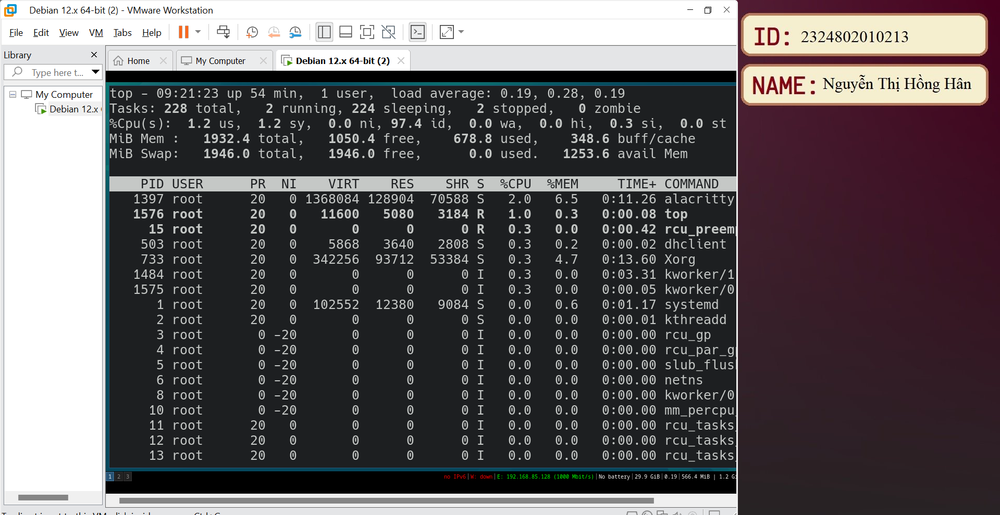 Debian 12.x 64-bit (2) - VMware Workstation
File Edit View VM Tabs Help
Library
Type here t...
My Computer
Debian 12.x
Home
My Computer
Debian 12.x 64-bit (2)
top - 09:21:23 up 54 min,  1 user,  load average: 0.19, 0.28, 0.19
Tasks: 228 total,   2 running, 224 sleeping,   2 stopped,   0 zombie
%Cpu(s):  1.2 us,  1.2 sy,  0.0 ni, 97.4 id,  0.0 wa,  0.0 hi,  0.3 si,  0.0 st
MiB Mem :   1932.4 total,   1050.4 free,    678.8 used,    348.6 buff/cache
MiB Swap:   1946.0 total,   1946.0 free,      0.0 used.   1253.6 avail Mem
PID USER PR NI VIRT RES SHR S %CPU %MEM TIME+ COMMAND
1397 root 20 0 1368084 128904 70588 S 2.0 6.5 0:11.26 alacritty
1576 root 20 0 11600 5080 3184 R 1.0 0.3 0:00.08 top
15 root 20 0 0 0 0 R 0.3 0.0 0:00.42 rcu_preemp
503 root 20 0 5868 3640 2808 S 0.3 0.2 0:00.02 dhclient
733 root 20 0 342256 93712 53384 S 0.3 4.7 0:13.60 Xorg
1484 root 20 0 0 0 0 I 0.3 0.0 0:03.31 kworker/1
1575 root 20 0 0 0 0 I 0.3 0.0 0:00.05 kworker/0
1 root 20 0 102552 12380 9084 S 0.0 0.6 0:01.17 systemd
2 root 20 0 0 0 0 S 0.0 0.0 0:00.01 kthreadd
3 root 0 -20 0 0 0 I 0.0 0.0 0:00.00 rcu_gp
4 root 0 -20 0 0 0 I 0.0 0.0 0:00.00 rcu_par_gp
5 root 0 -20 0 0 0 I 0.0 0.0 0:00.00 slub_flus
6 root 0 -20 0 0 0 I 0.0 0.0 0:00.00 netns
8 root 0 -20 0 0 0 I 0.0 0.0 0:00.00 kworker/0
10 root 0 -20 0 0 0 I 0.0 0.0 0:00.00 mm_percpu_
11 root 20 0 0 0 0 I 0.0 0.0 0:00.00 rcu_tasks_
12 root 20 0 0 0 0 I 0.0 0.0 0:00.00 rcu_tasks_
13 root 20 0 0 0 0 I 0.0 0.0 0:00.00 rcu_tasks_
1 2 3
no IPv6|W: down|E: 192.168.85.128 (1000 Mbit/s)|No battery|29.9 GiB|0.19|566.4 MiB | 1.2 Gi
ID: 2324802010213
NAME: Nguyễn Thị Hồng Hân